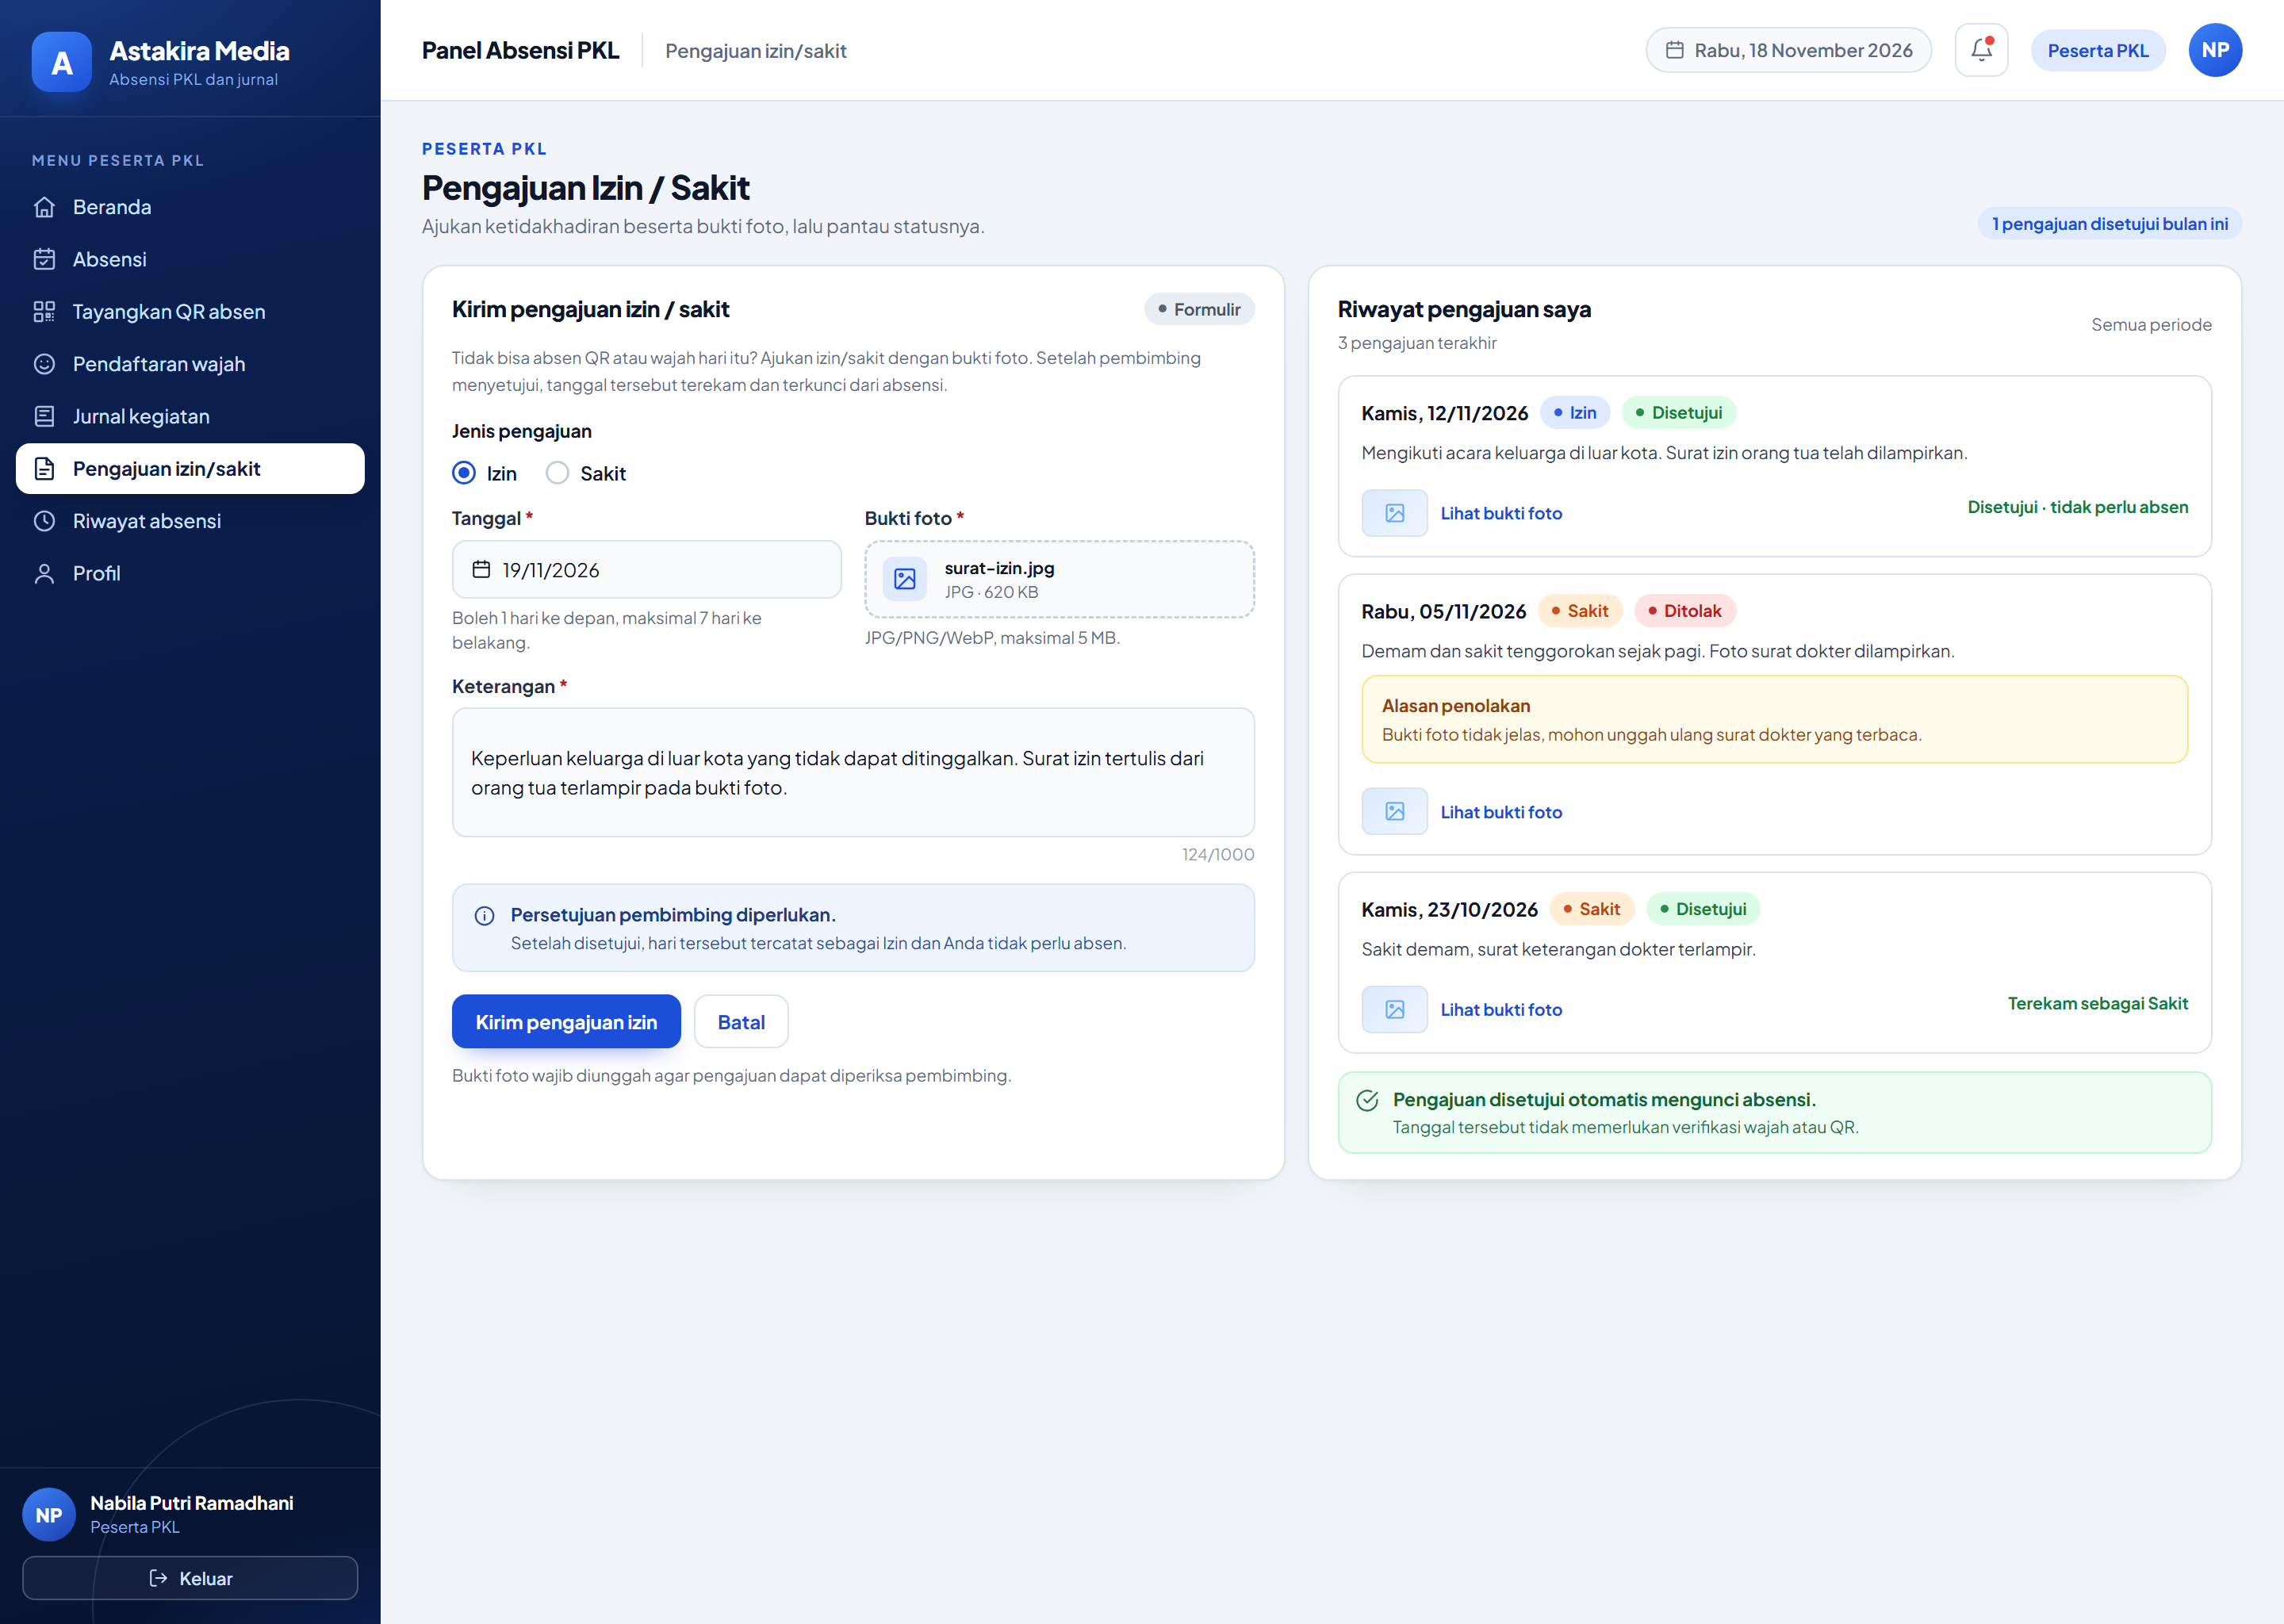 A
Astakira Media
Absensi PKL dan jurnal
MENU PESERTA PKL
Beranda
Absensi
Tayangkan QR absen
Pendaftaran wajah
Jurnal kegiatan
Pengajuan izin/sakit
Riwayat absensi
Profil
NP
Nabila Putri Ramadhani
Peserta PKL
Keluar
Panel Absensi PKL
Pengajuan izin/sakit
Rabu, 18 November 2026
Peserta PKL
NP
PESERTA PKL
Pengajuan Izin / Sakit
Ajukan ketidakhadiran beserta bukti foto, lalu pantau statusnya.
1 pengajuan disetujui bulan ini
Kirim pengajuan izin / sakit
Formulir
Tidak bisa absen QR atau wajah hari itu? Ajukan izin/sakit dengan bukti foto. Setelah pembimbing
menyetujui, tanggal tersebut terekam dan terkunci dari absensi.
Jenis pengajuan
Izin
Sakit
Tanggal *
19/11/2026
Boleh 1 hari ke depan, maksimal 7 hari ke
belakang.
Bukti foto *
surat-izin.jpg
JPG · 620 KB
JPG/PNG/WebP, maksimal 5 MB.
Keterangan *
Keperluan keluarga di luar kota yang tidak dapat ditinggalkan. Surat izin tertulis dari
orang tua terlampir pada bukti foto.
124/1000
Persetujuan pembimbing diperlukan.
Setelah disetujui, hari tersebut tercatat sebagai Izin dan Anda tidak perlu absen.
Kirim pengajuan izin
Batal
Bukti foto wajib diunggah agar pengajuan dapat diperiksa pembimbing.
Riwayat pengajuan saya
3 pengajuan terakhir
Semua periode
Kamis, 12/11/2026
Izin
Disetujui
Mengikuti acara keluarga di luar kota. Surat izin orang tua telah dilampirkan.
Lihat bukti foto
Disetujui · tidak perlu absen
Rabu, 05/11/2026
Sakit
Ditolak
Demam dan sakit tenggorokan sejak pagi. Foto surat dokter dilampirkan.
Alasan penolakan
Bukti foto tidak jelas, mohon unggah ulang surat dokter yang terbaca.
Lihat bukti foto
Kamis, 23/10/2026
Sakit
Disetujui
Sakit demam, surat keterangan dokter terlampir.
Lihat bukti foto
Terekam sebagai Sakit
Pengajuan disetujui otomatis mengunci absensi.
Tanggal tersebut tidak memerlukan verifikasi wajah atau QR.